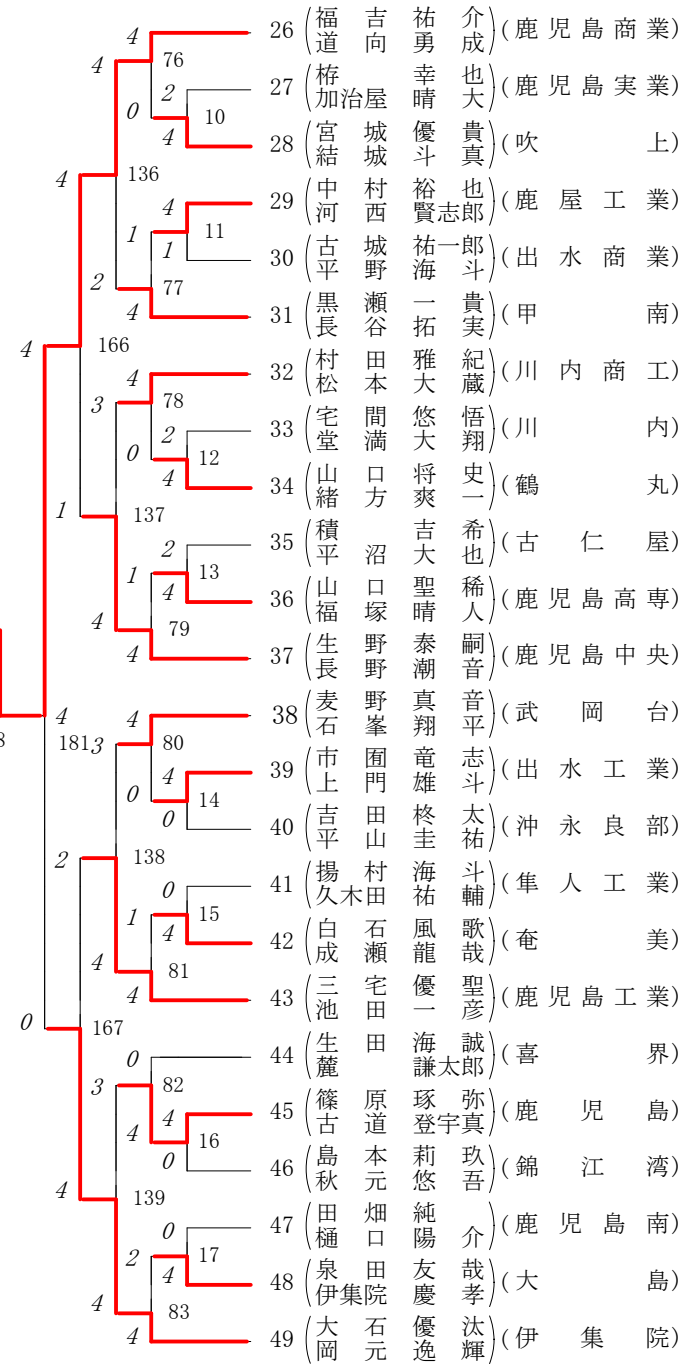 4 26 (福吉祐介 道向勇成) (鹿児島商業)
4 76
2 27 (栫幸也 加治屋晴大) (鹿児島実業)
0 10
4 28 (宮城優貴 結城斗真) (吹上)
4 136
4 29 (中村裕也 河西賢志郎) (鹿屋工業)
1 11
1 30 (古城祐一郎 平野海斗) (出水商業)
2 77
4 31 (黒瀬一貴 長谷拓実) (甲南)
4 166
4 32 (村田雅紀 松本大蔵) (川内商工)
3 78
2 33 (宅間悠悟 堂満大翔) (川内)
0 12
4 34 (山口将史 緒方爽一) (鶴丸)
1 137
2 35 (積吉希 平沼大也) (古仁屋)
1 13
4 36 (山口聖稀 福塚晴人) (鹿児島高専)
4 79
4 37 (生野泰嗣 長野潮音) (鹿児島中央)
8 4 181
4 38 (麦野真音 石峯翔平) (武岡台)
3 80
4 39 (市囿竜志 上門雄斗) (出水工業)
0 14
0 40 (吉田柊太 平山圭祐) (沖永良部)
2 138
0 41 (揚村海斗 久木田祐輔) (隼人工業)
1 15
4 42 (白石風歌 成瀬龍哉) (奄美)
4 81
4 43 (三宅優聖 池田一彦) (鹿児島工業)
0 167
0 44 (生田海誠 麓謙太郎) (喜界)
3 82
4 45 (篠原琢弥 古道登宇真) (鹿児島)
4 16
0 46 (島本莉玖 秋元悠吾) (錦江湾)
4 139
0 47 (田畑純 樋口陽介) (鹿児島南)
2 17
4 48 (泉田友哉 伊集院慶孝) (大島)
4 83
4 49 (大石優汰 岡元逸輝) (伊集院)